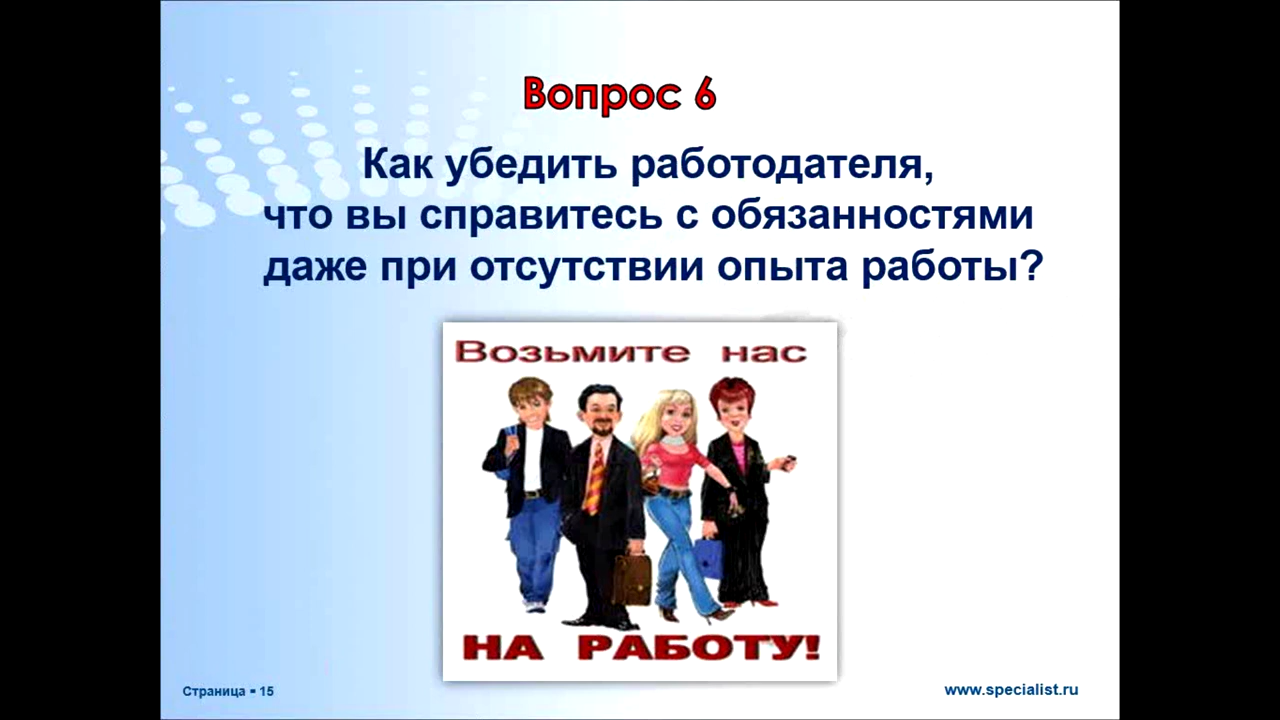 Вопрос 6
Как убедить работодателя,
что вы справитесь с обязанностями
даже при отсутствии опыта работы?
Возьмите нас
НА РАБОТУ!
Страница ▪ 15
www.specialist.ru